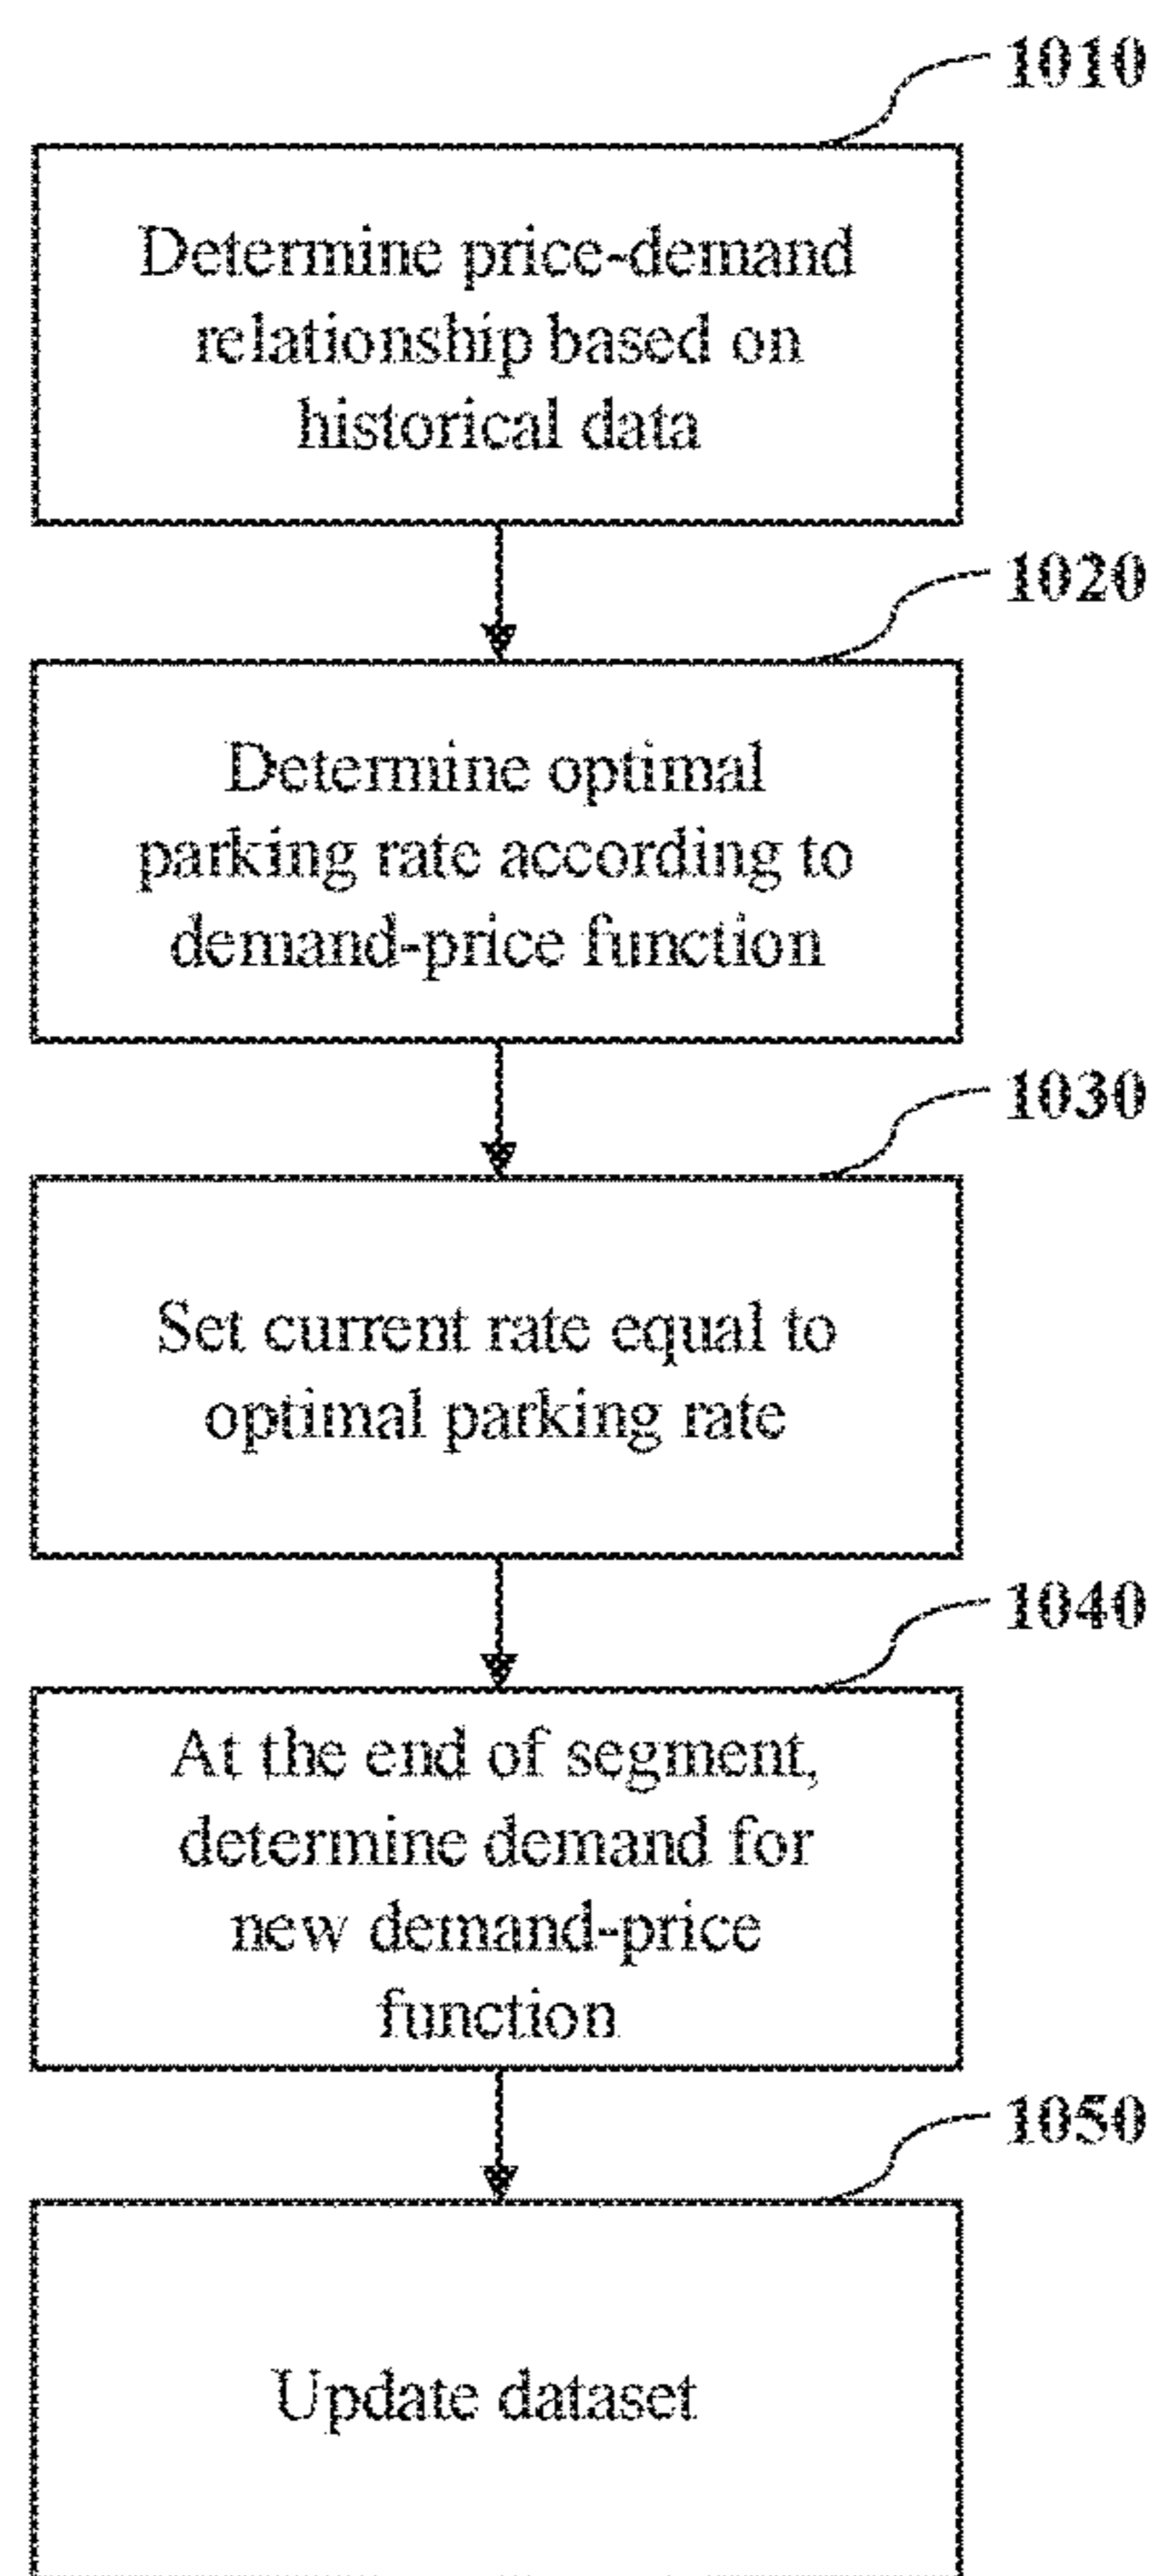 1010
Determine price-demand
relationship based on
historical data
1020
Determine optimal
parking rate according to
demand-price function
1030
Set current rate equal to
optimal parking rate
1040
At the end of segment,
determine demand for
new demand-price
function
1050
Update dataset